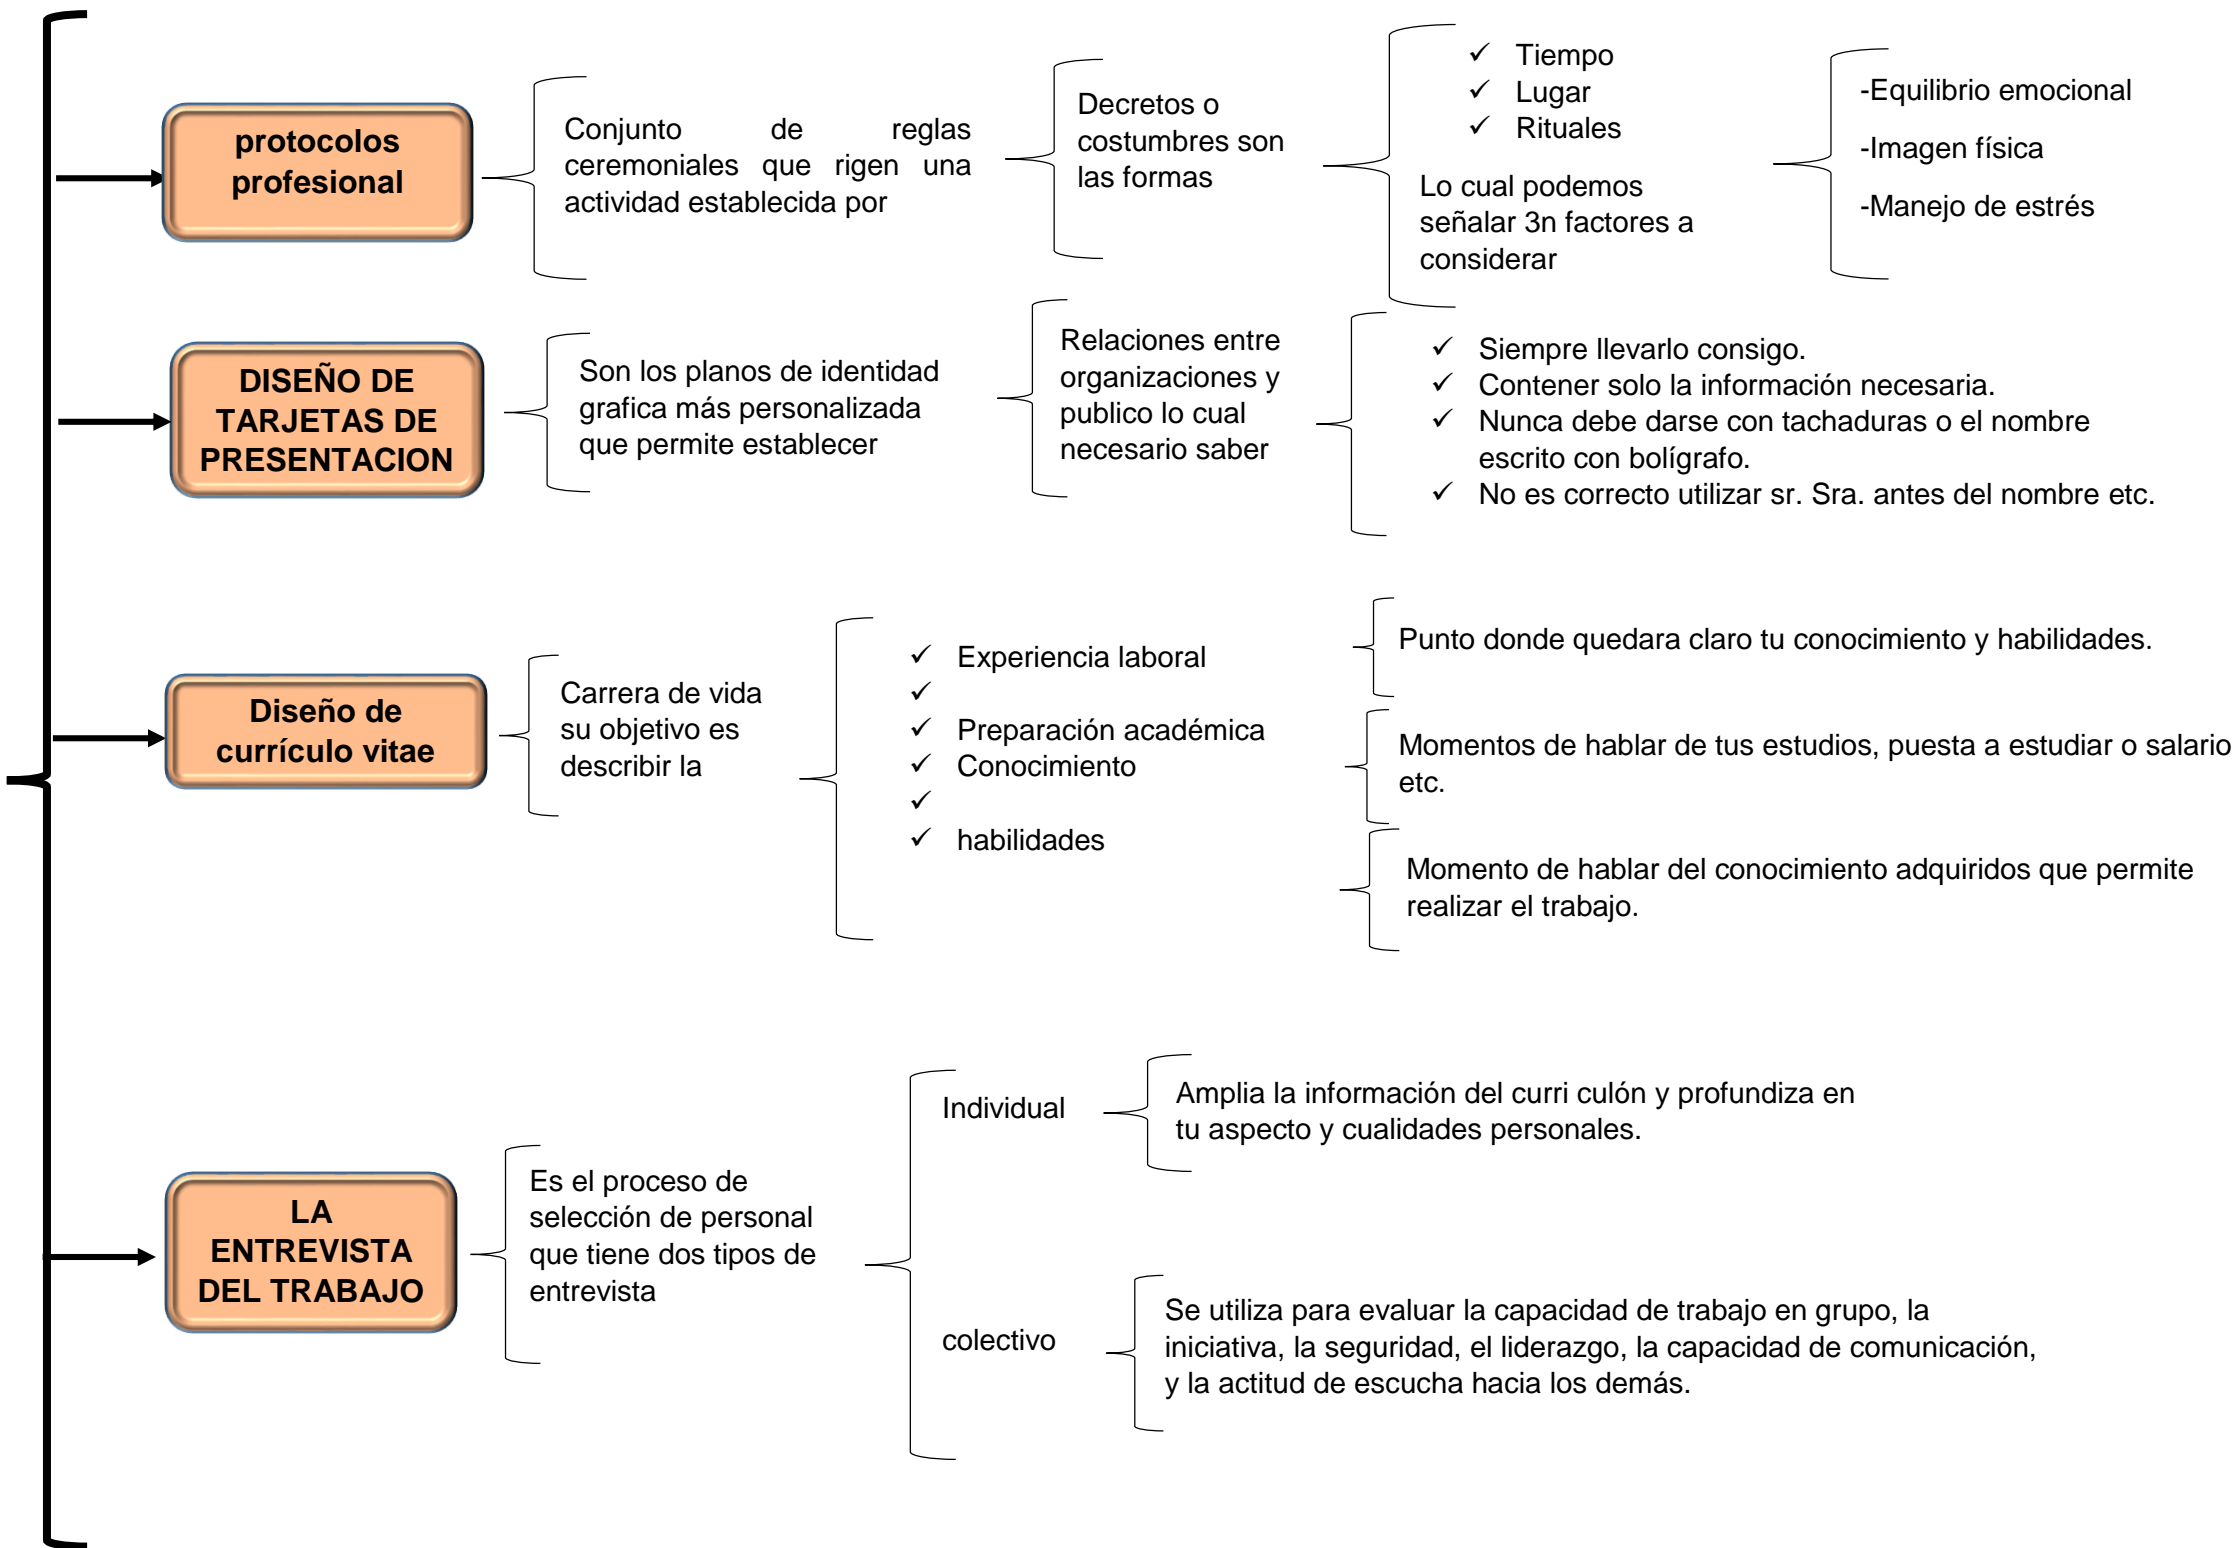 protocolos
profesional
Conjunto de reglas
ceremoniales que rigen una
actividad establecida por
Decretos o
costumbres son
las formas
✓ Tiempo
✓ Lugar
✓ Rituales
Lo cual podemos
señalar 3n factores a
considerar
-Equilibrio emocional
-Imagen física
-Manejo de estrés
DISEÑO DE
TARJETAS DE
PRESENTACION
Son los planos de identidad
grafica más personalizada
que permite establecer
Relaciones entre
organizaciones y
publico lo cual
necesario saber
✓ Siempre llevarlo consigo.
✓ Contener solo la información necesaria.
✓ Nunca debe darse con tachaduras o el nombre
escrito con bolígrafo.
✓ No es correcto utilizar sr. Sra. antes del nombre etc.
Diseño de
currículo vitae
Carrera de vida
su objetivo es
describir la
✓ Experiencia laboral
✓
✓ Preparación académica
✓ Conocimiento
✓
✓ habilidades
Punto donde quedara claro tu conocimiento y habilidades.
Momentos de hablar de tus estudios, puesta a estudiar o salario
etc.
Momento de hablar del conocimiento adquiridos que permite
realizar el trabajo.
LA
ENTREVISTA
DEL TRABAJO
Es el proceso de
selección de personal
que tiene dos tipos de
entrevista
Individual
Amplia la información del curri culón y profundiza en
tu aspecto y cualidades personales.
colectivo
Se utiliza para evaluar la capacidad de trabajo en grupo, la
iniciativa, la seguridad, el liderazgo, la capacidad de comunicación,
y la actitud de escucha hacia los demás.